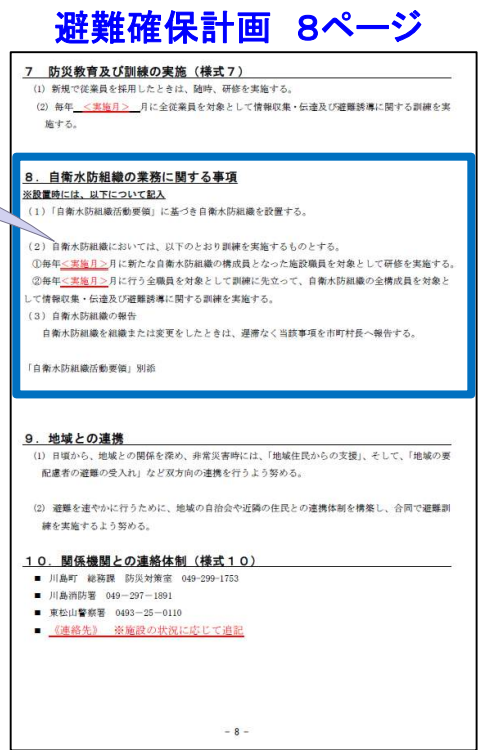 避難確保計画 8ページ
7 防災教育及び訓練の実施（様式7）
(1) 新規で従業員を採用したときは、随時、研修を実施する。
(2) 毎年 <実施月> 月に全従業員を対象として情報収集・伝達及び避難誘導に関する訓練を実
施する。
8．自衛水防組織の業務に関する事項
※設置時には、以下について記入
（1）「自衛水防組織活動要領」に基づき自衛水防組織を設置する。
（2）自衛水防組織においては、以下のとおり訓練を実施するものとする。
①毎年<実施月>月に新たな自衛水防組織の構成員となった施設職員を対象として研修を実施する。
②毎年<実施月>月に行う全職員を対象として訓練に先立って、自衛水防組織の全構成員を対象と
して情報収集・伝達及び避難誘導に関する訓練を実施する。
（3）自衛水防組織の報告
自衛水防組織を組織または変更をしたときは、遅滞なく当該事項を市町村長へ報告する。
「自衛水防組織活動要領」別添
9．地域との連携
(1) 日頃から、地域との関係を深め、非常災害時には、「地域住民からの支援」、そして、「地域の要
配慮者の避難の受入れ」など双方向の連携を行うよう努める。
(2) 避難を速やかに行うために、地域の自治会や近隣の住民との連携体制を構築し、合同で避難訓
練を実施するよう努める。
10．関係機関との連絡体制（様式10）
■ 川島町 総務課 防災対策室 049-299-1753
■ 川島消防署 049－297－1891
■ 東松山警察署 0493－25－0110
■ 《連絡先》 ※施設の状況に応じて追記
- 8 -